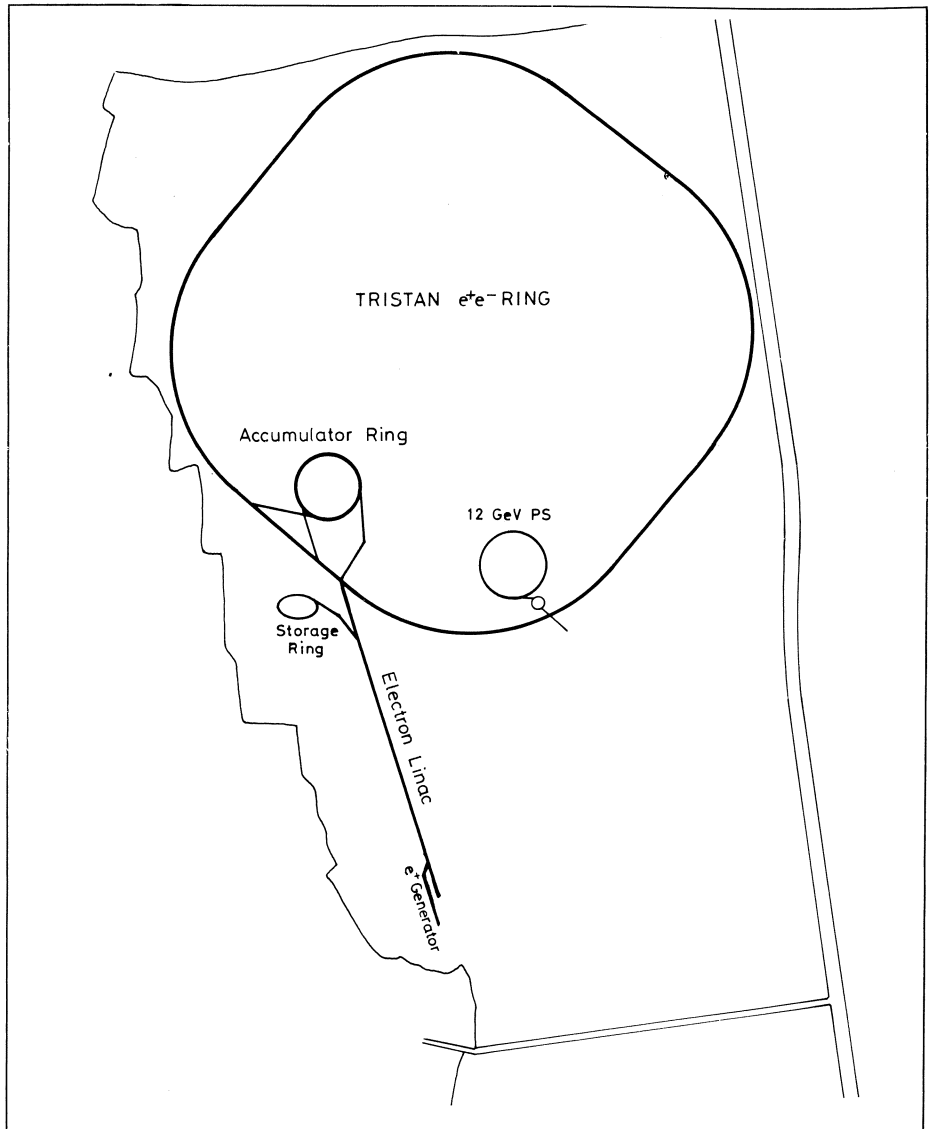 TRISTAN e⁺e⁻ RING
Accumulator Ring
12 GeV PS
Storage
Ring
Electron Linac
e⁺ Generator